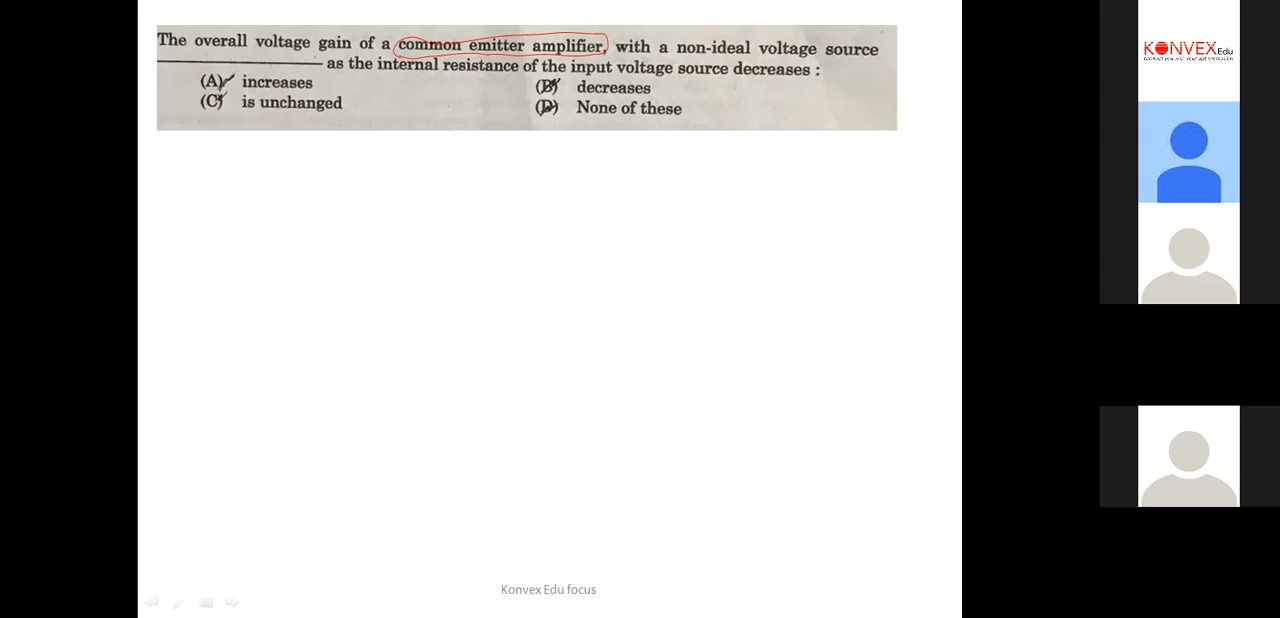 The overall voltage gain of a common emitter amplifier, with a non-ideal voltage source
____________ as the internal resistance of the input voltage source decreases :
(A) increases (B) decreases
(C) is unchanged (D) None of these
KONVEX Edu
Konvex Edu focus